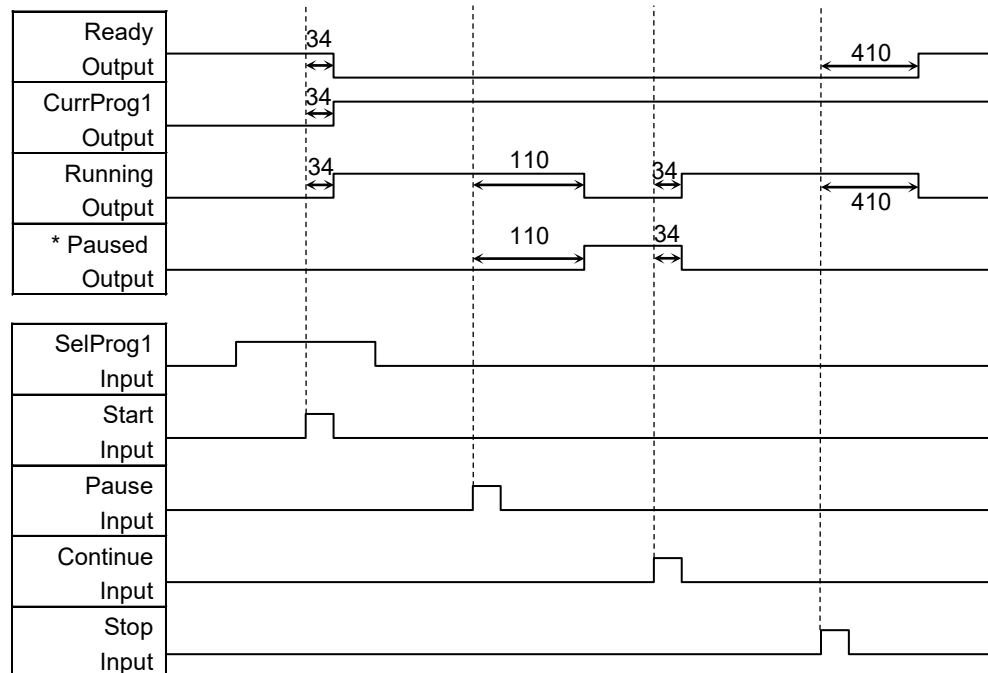 Ready
Output
34
410
CurrProg1
Output
34
Running
Output
34
110
34
410
* Paused
Output
110
34
SelProg1
Input
Start
Input
Pause
Input
Continue
Input
Stop
Input